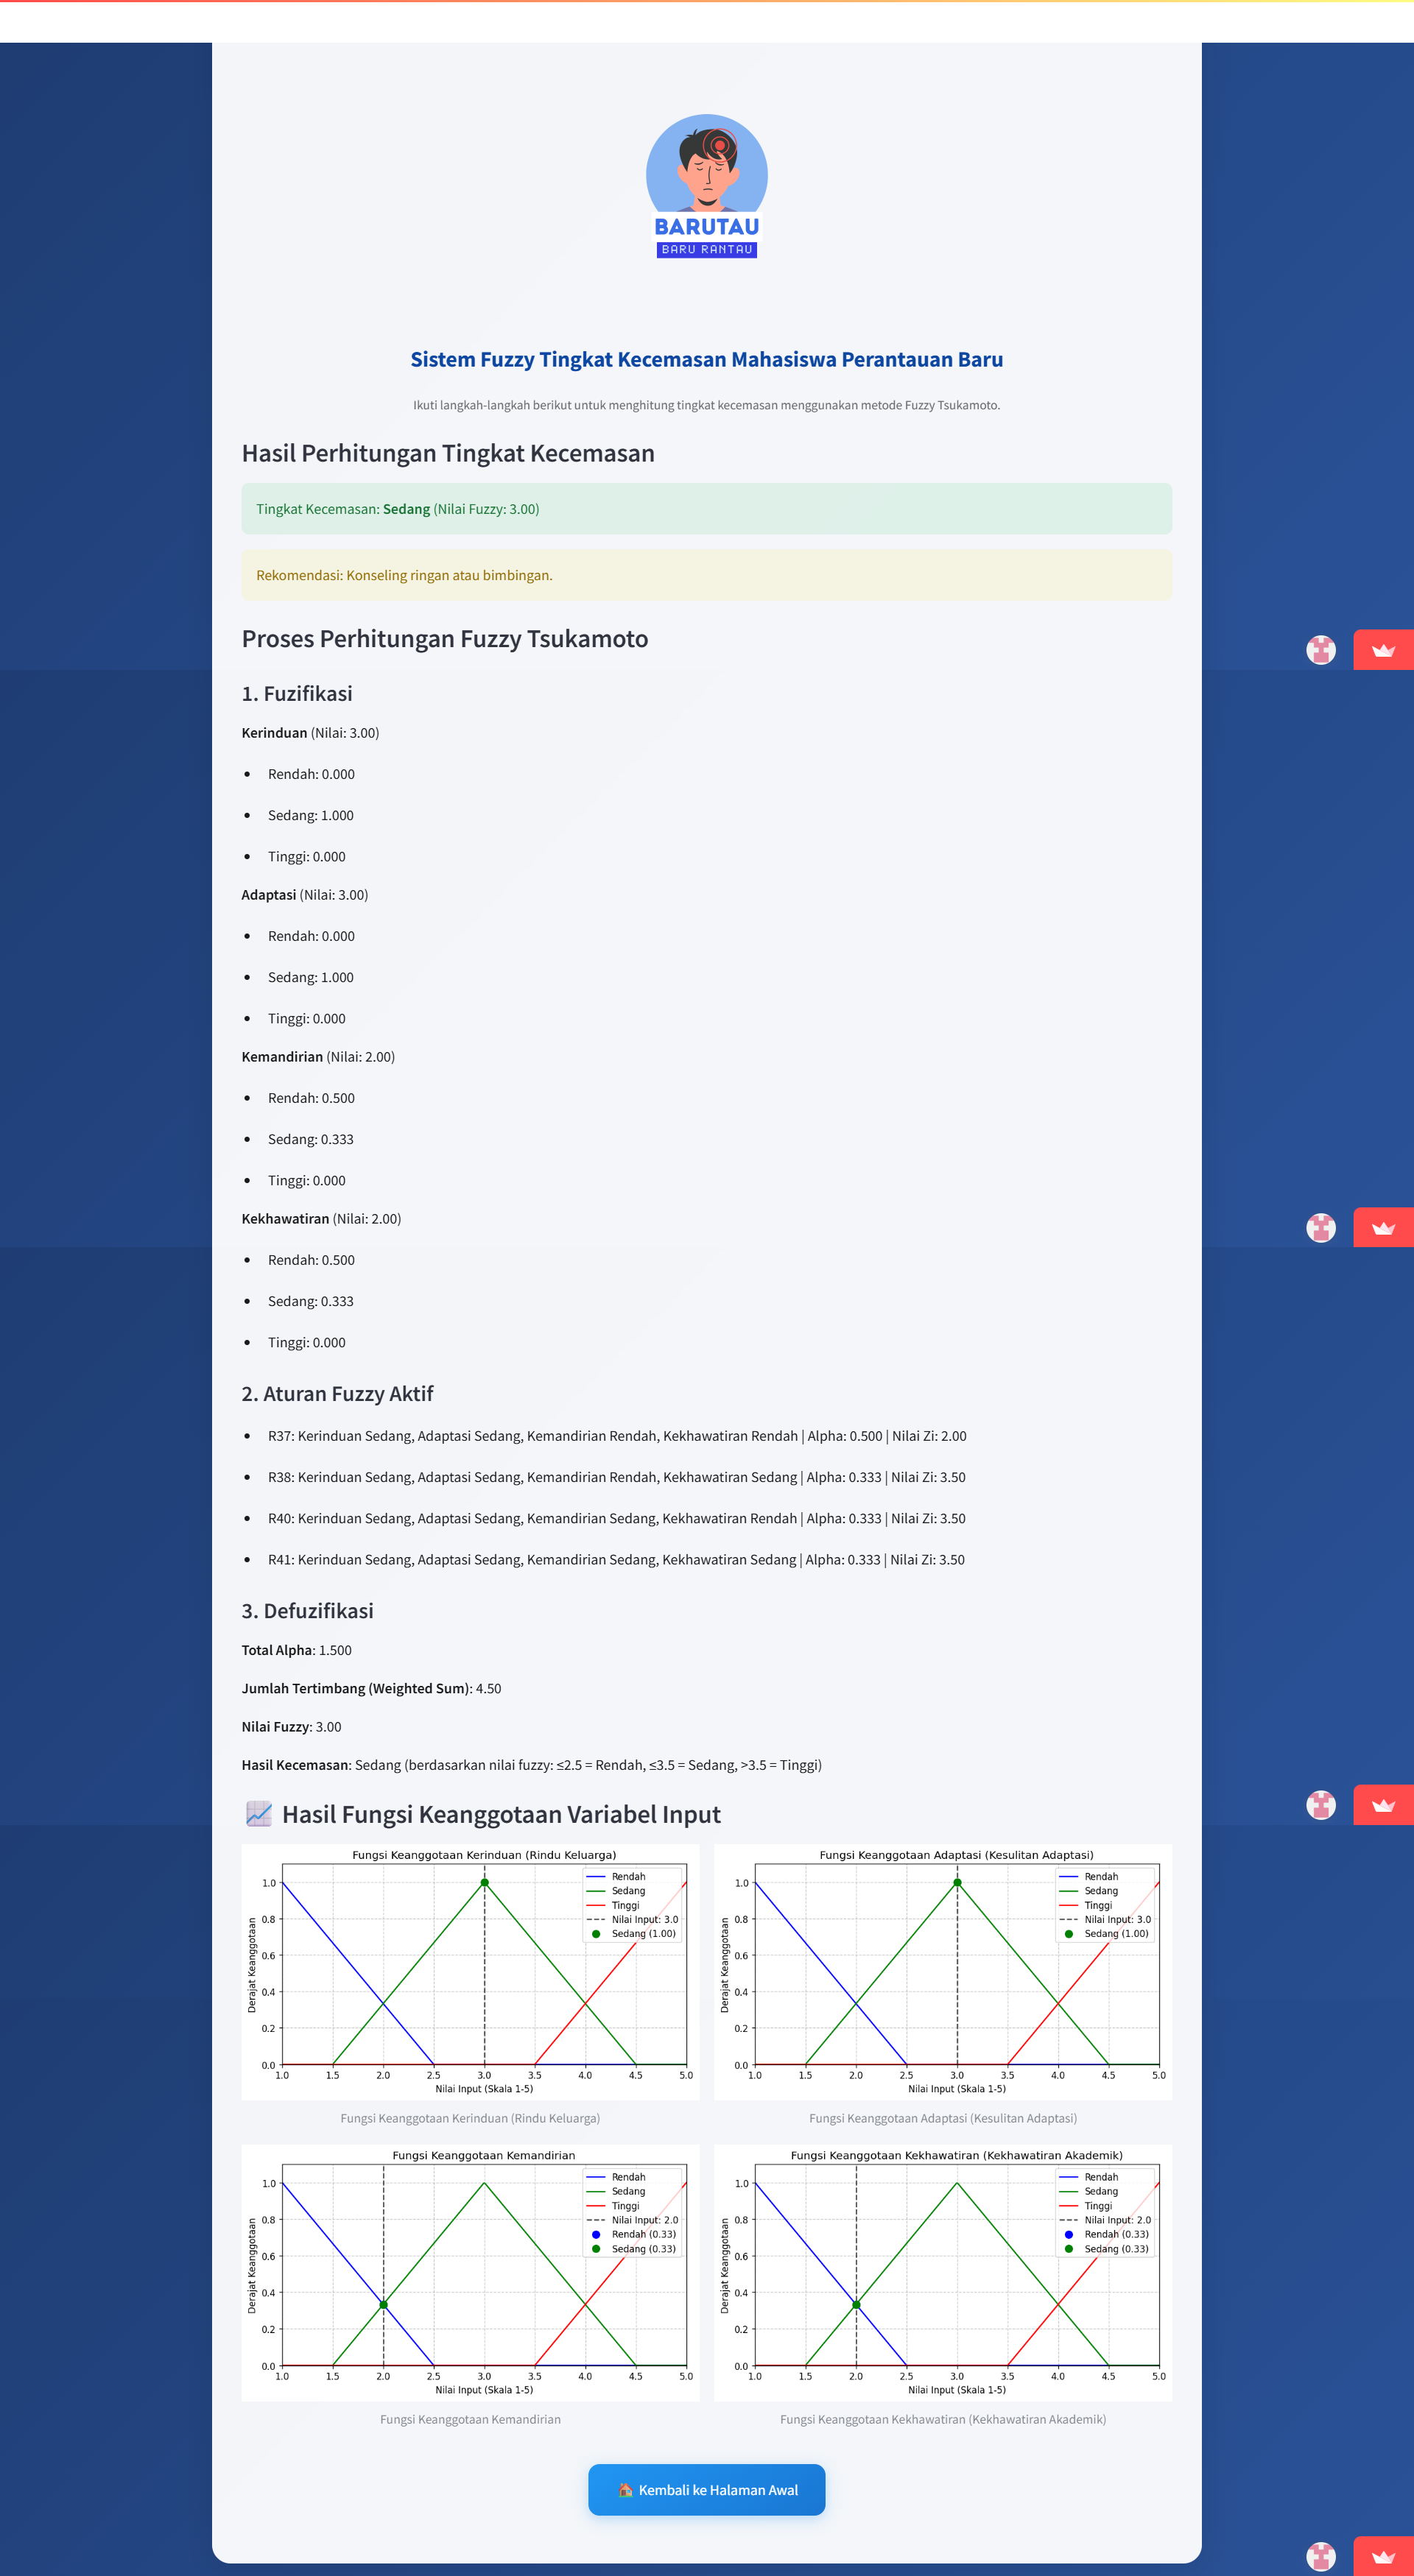 BARUTAU
BARU RANTAU
Sistem Fuzzy Tingkat Kecemasan Mahasiswa Perantauan Baru
Ikuti langkah-langkah berikut untuk menghitung tingkat kecemasan menggunakan metode Fuzzy Tsukamoto.
Hasil Perhitungan Tingkat Kecemasan
Tingkat Kecemasan: Sedang (Nilai Fuzzy: 3.00)
Rekomendasi: Konseling ringan atau bimbingan.
Proses Perhitungan Fuzzy Tsukamoto
1. Fuzifikasi
Kerinduan (Nilai: 3.00)
• Rendah: 0.000
• Sedang: 1.000
• Tinggi: 0.000
Adaptasi (Nilai: 3.00)
• Rendah: 0.000
• Sedang: 1.000
• Tinggi: 0.000
Kemandirian (Nilai: 2.00)
• Rendah: 0.500
• Sedang: 0.333
• Tinggi: 0.000
Kekhawatiran (Nilai: 2.00)
• Rendah: 0.500
• Sedang: 0.333
• Tinggi: 0.000
2. Aturan Fuzzy Aktif
• R37: Kerinduan Sedang, Adaptasi Sedang, Kemandirian Rendah, Kekhawatiran Rendah | Alpha: 0.500 | Nilai Zi: 2.00
• R38: Kerinduan Sedang, Adaptasi Sedang, Kemandirian Rendah, Kekhawatiran Sedang | Alpha: 0.333 | Nilai Zi: 3.50
• R40: Kerinduan Sedang, Adaptasi Sedang, Kemandirian Sedang, Kekhawatiran Rendah | Alpha: 0.333 | Nilai Zi: 3.50
• R41: Kerinduan Sedang, Adaptasi Sedang, Kemandirian Sedang, Kekhawatiran Sedang | Alpha: 0.333 | Nilai Zi: 3.50
3. Defuzifikasi
Total Alpha: 1.500
Jumlah Tertimbang (Weighted Sum): 4.50
Nilai Fuzzy: 3.00
Hasil Kecemasan: Sedang (berdasarkan nilai fuzzy: ≤2.5 = Rendah, ≤3.5 = Sedang, >3.5 = Tinggi)
📈 Hasil Fungsi Keanggotaan Variabel Input
Fungsi Keanggotaan Kerinduan (Rindu Keluarga)
Derajat Keanggotaan
1.0
0.8
0.6
0.4
0.2
0.0
Rendah
Sedang
Tinggi
Nilai Input: 3.0
Sedang (1.00)
1.0 1.5 2.0 2.5 3.0 3.5 4.0 4.5 5.0
Nilai Input (Skala 1-5)
Fungsi Keanggotaan Kerinduan (Rindu Keluarga)
Fungsi Keanggotaan Adaptasi (Kesulitan Adaptasi)
Derajat Keanggotaan
1.0
0.8
0.6
0.4
0.2
0.0
Rendah
Sedang
Tinggi
Nilai Input: 3.0
Sedang (1.00)
1.0 1.5 2.0 2.5 3.0 3.5 4.0 4.5 5.0
Nilai Input (Skala 1-5)
Fungsi Keanggotaan Adaptasi (Kesulitan Adaptasi)
Fungsi Keanggotaan Kemandirian
Derajat Keanggotaan
1.0
0.8
0.6
0.4
0.2
0.0
Rendah
Sedang
Tinggi
Nilai Input: 2.0
Rendah (0.33)
Sedang (0.33)
1.0 1.5 2.0 2.5 3.0 3.5 4.0 4.5 5.0
Nilai Input (Skala 1-5)
Fungsi Keanggotaan Kemandirian
Fungsi Keanggotaan Kekhawatiran (Kekhawatiran Akademik)
Derajat Keanggotaan
1.0
0.8
0.6
0.4
0.2
0.0
Rendah
Sedang
Tinggi
Nilai Input: 2.0
Rendah (0.33)
Sedang (0.33)
1.0 1.5 2.0 2.5 3.0 3.5 4.0 4.5 5.0
Nilai Input (Skala 1-5)
Fungsi Keanggotaan Kekhawatiran (Kekhawatiran Akademik)
🏠 Kembali ke Halaman Awal